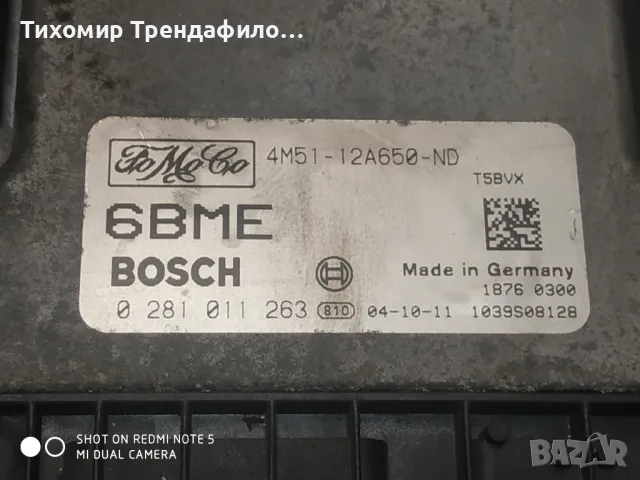 Тихомир Трендафило...
FoMoCo
4M51-12A650-ND
T5BVX
6BME
BOSCH
Made in Germany
1876 0300
0 281 011 263 810 04-10-11 1039S08128
SHOT ON REDMI NOTE 5
MI DUAL CAMERA
BAZAR